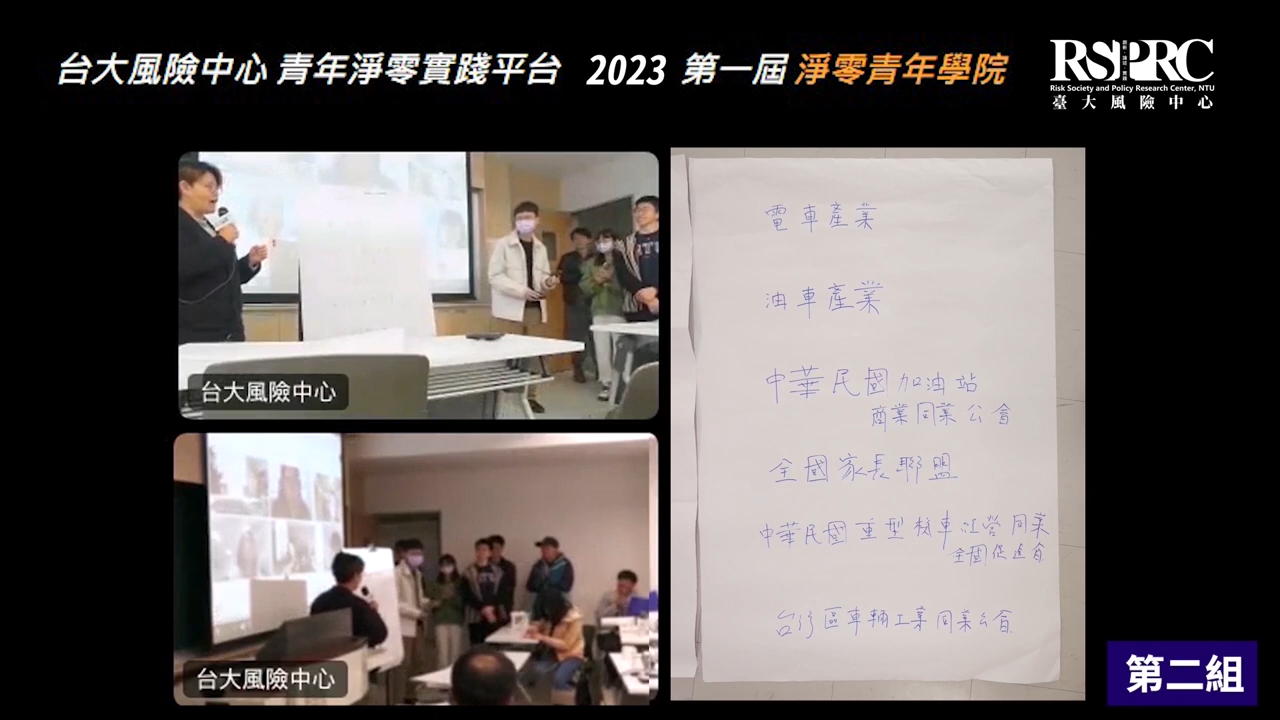 台大風險中心 青年淨零實踐平台 2023 第一屆 淨零青年學院
RSPRC
Risk Society and Policy Research Center, NTU
臺大風險中心
台大風險中心
台大風險中心
電車產業
油車產業
中華民國加油站
商業同業公會
全國家長聯盟
中華民國重型機車經營同業
全國促進會
台灣區車輛工業同業公會
第二組